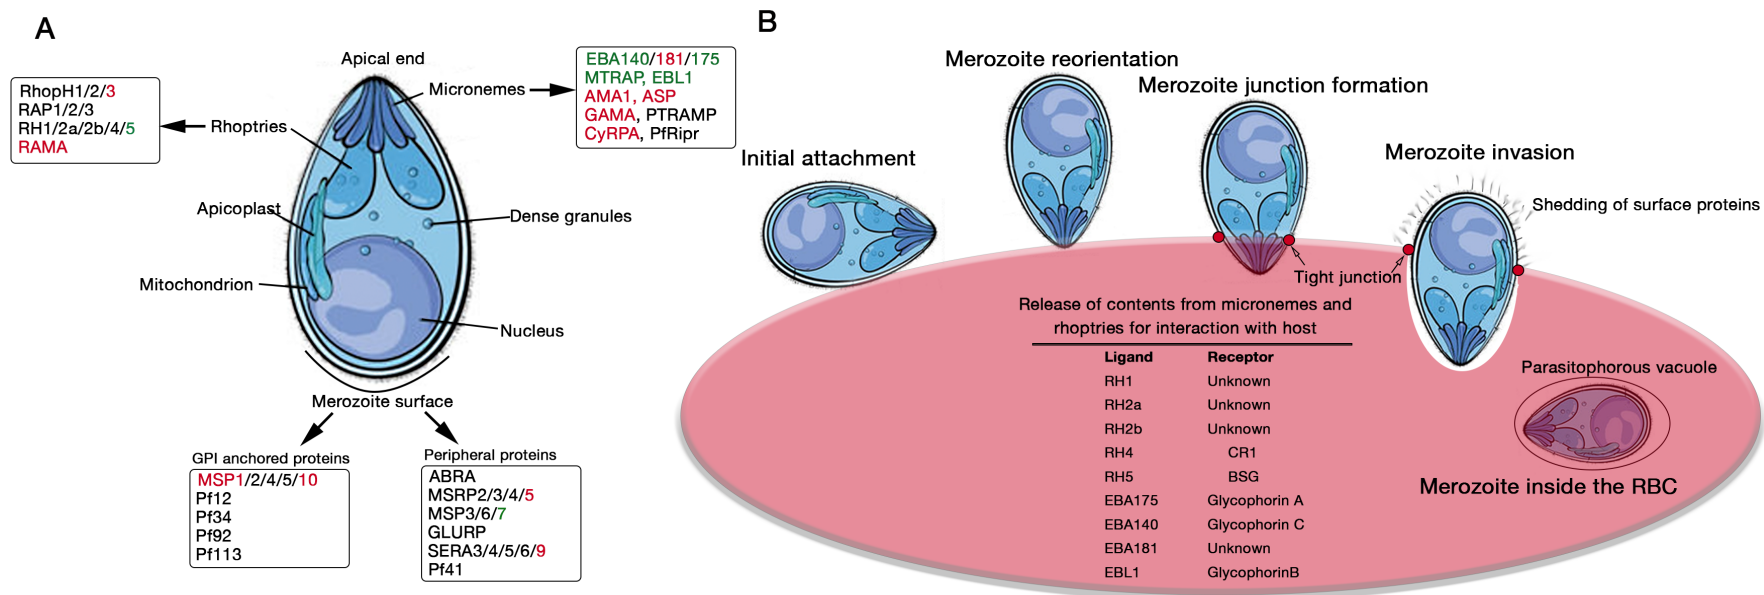 A
Apical end
Micronemes
EBA140/181/175
MTRAP, EBL1
AMA1, ASP
GAMA, PTRAMP
CyRPA, PfRipr
RhopH1/2/3
RAP1/2/3
RH1/2a/2b/4/5
RAMA
Rhoptries
Apicoplast
Dense granules
Mitochondrion
Nucleus
Merozoite surface
GPI anchored proteins
MSP1/2/4/5/10
Pf12
Pf34
Pf92
Pf113
Peripheral proteins
ABRA
MSRP2/3/4/5
MSP3/6/7
GLURP
SERA3/4/5/6/9
Pf41
B
Initial attachment
Merozoite reorientation
Merozoite junction formation
Merozoite invasion
Shedding of surface proteins
Tight junction
Release of contents from micronemes and
rhoptries for interaction with host
Ligand Receptor
RH1 Unknown
RH2a Unknown
RH2b Unknown
RH4 CR1
RH5 BSG
EBA175 Glycophorin A
EBA140 Glycophorin C
EBA181 Unknown
EBL1 GlycophorinB
Parasitophorous vacuole
Merozoite inside the RBC